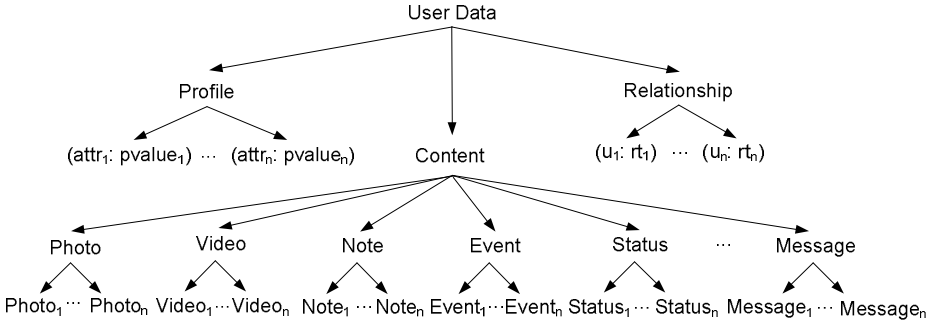 User Data
Profile
Relationship
(attr₁: pvalue₁) ... (attrₙ: pvalueₙ)
Content
(u₁: rt₁) ... (uₙ: rtₙ)
Photo Video Note Event Status ... Message
Photo₁ ... Photoₙ Video₁...Videoₙ Note₁ ...Noteₙ Event₁...Eventₙ Status₁... Statusₙ Message₁... Messageₙ